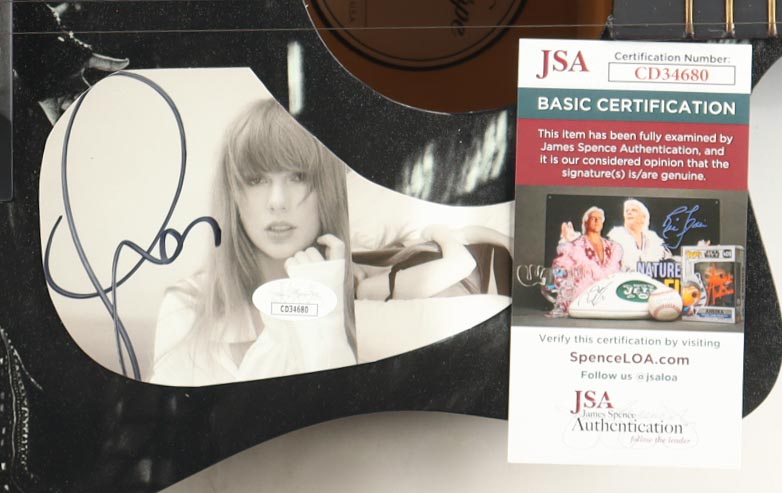 JSA
Certification Number:
CD34680
BASIC CERTIFICATION
This item has been fully examined by
James Spence Authentication, and
it is our considered opinion that the
signature(s) is/are genuine.
NATURE
JETS
Verify this certification by visiting
SpenceLOA.com
Follow us @jsaloa
JSA
James Spence
Authentication
follow the leader
CD34680